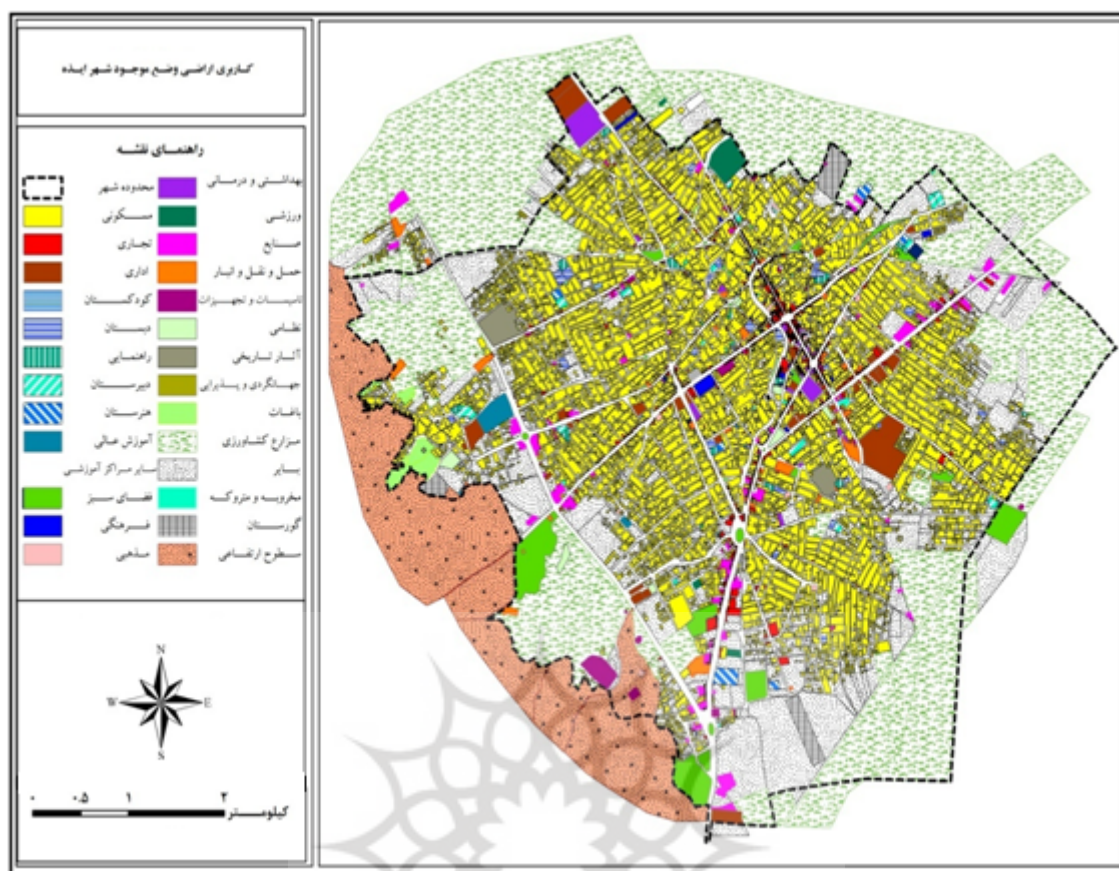 کاربری اراضی وضع موجود شهر ایذه
راهنمای نقشه
بهداشتی و درمانی
محدوده شهر
ورزشی
مسکونی
صنایع
تجاری
حمل و نقل و انبار
اداری
تاسیسات و تجهیزات
کودکستان
نظامی
دبستان
آثار تاریخی
راهنمایی
جهانگردی و پذیرایی
دبیرستان
باغات
هنرستان
مزارع کشاورزی
آموزش عالی
بایر
سایر مراکز آموزشی
مخروبه و متروکه
فضای سبز
گورستان
فرهنگی
سطوح ارتفاعی
مذهبی
N
W E
S
۰ ۰.۵ ۱ ۲
کیلومتر